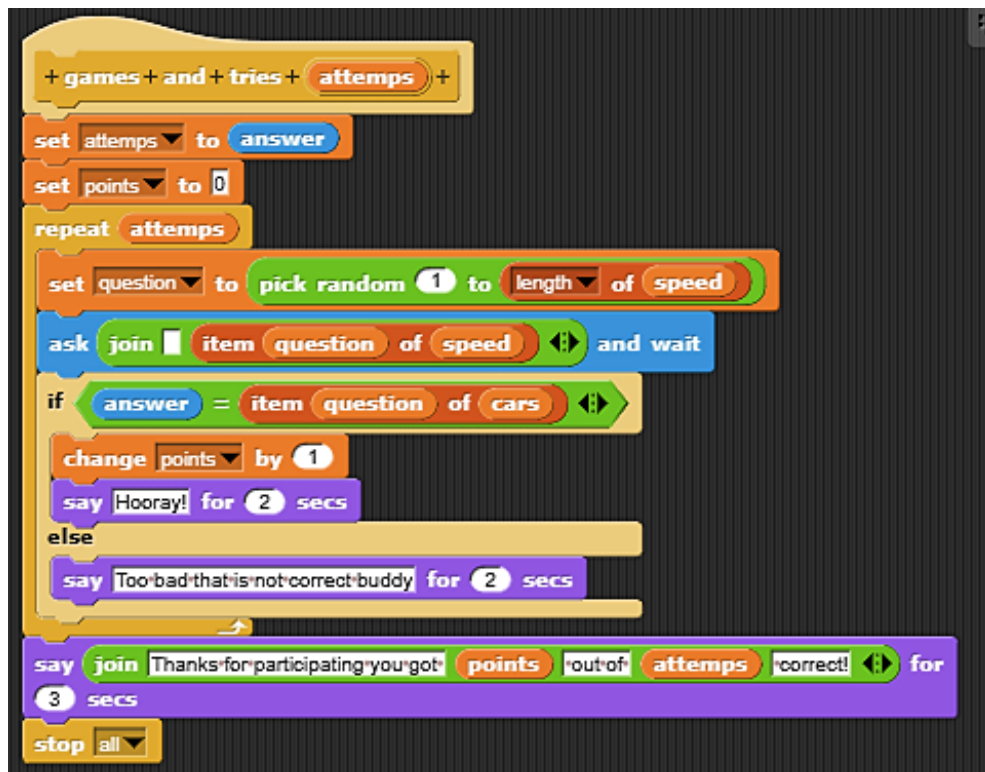 + games + and + tries + attemps +
set attemps to answer
set points to 0
repeat attemps
set question to pick random 1 to length of speed
ask join item question of speed and wait
if answer = item question of cars
change points by 1
say Hooray! for 2 secs
else
say Too bad that is not correct buddy for 2 secs
say join Thanks for participating you got points out of attemps correct! for
3 secs
stop all